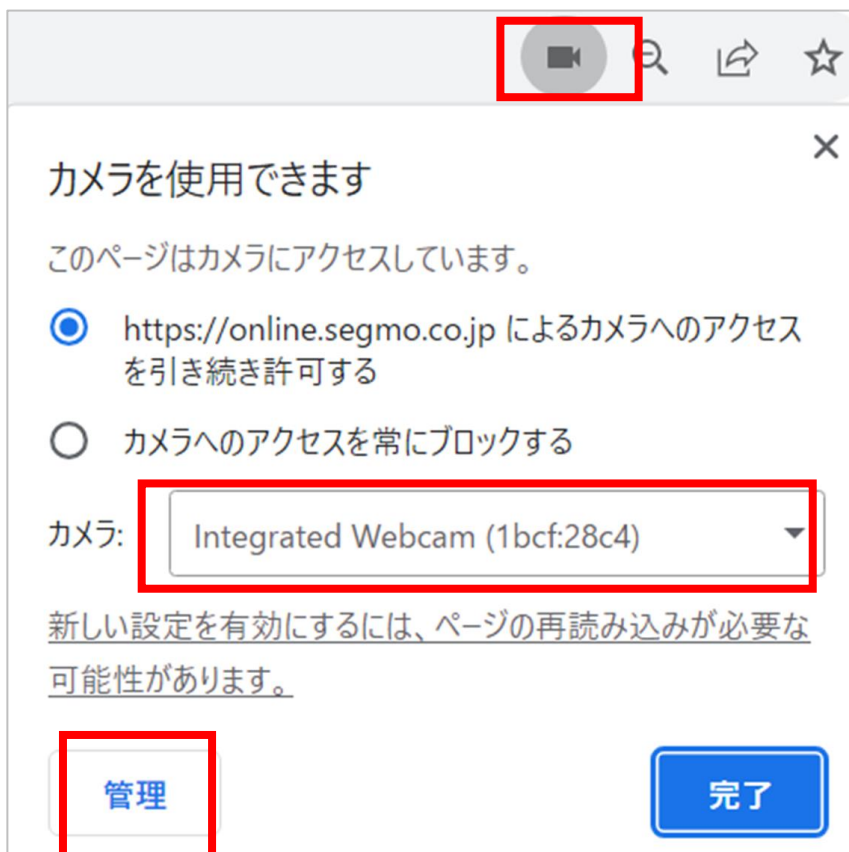 カメラを使用できます
このページはカメラにアクセスしています。
https://online.segmo.co.jp によるカメラへのアクセス
を引き続き許可する
カメラへのアクセスを常にブロックする
カメラ: Integrated Webcam (1bcf:28c4)
新しい設定を有効にするには、ページの再読み込みが必要な
可能性があります。
管理 完了